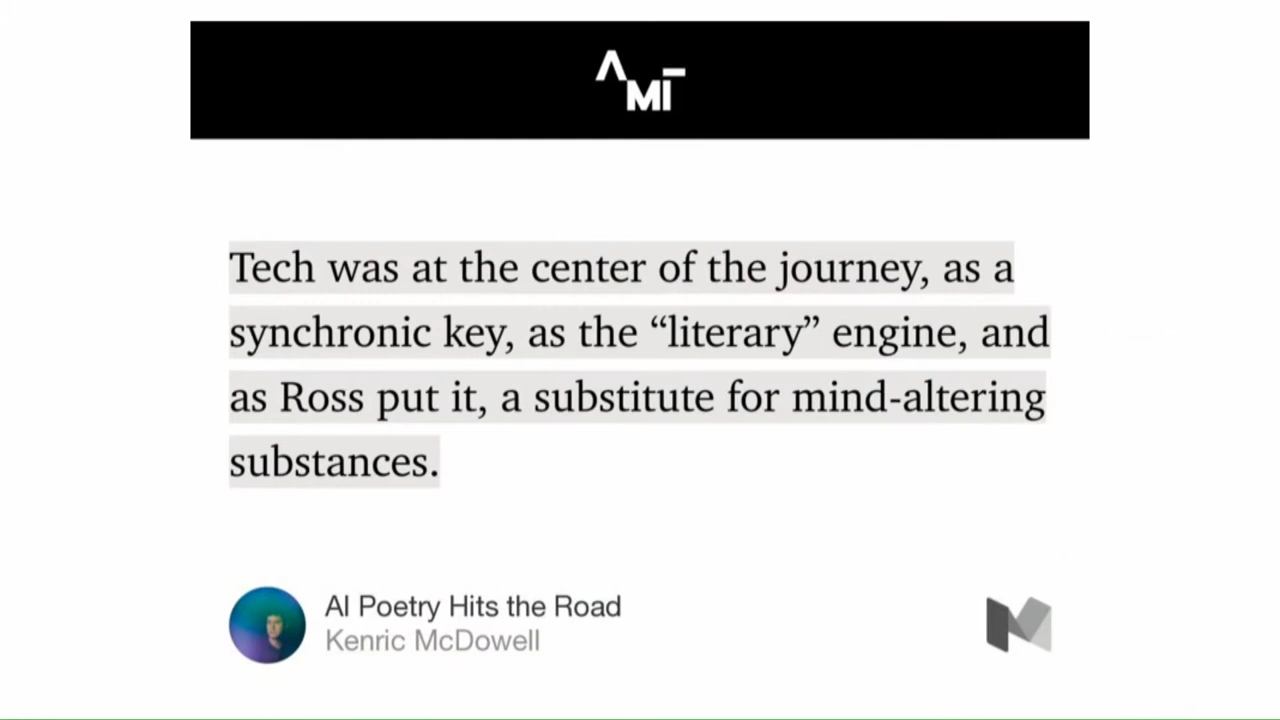 AMI
Tech was at the center of the journey, as a
synchronic key, as the “literary” engine, and
as Ross put it, a substitute for mind-altering
substances.
AI Poetry Hits the Road
Kenric McDowell